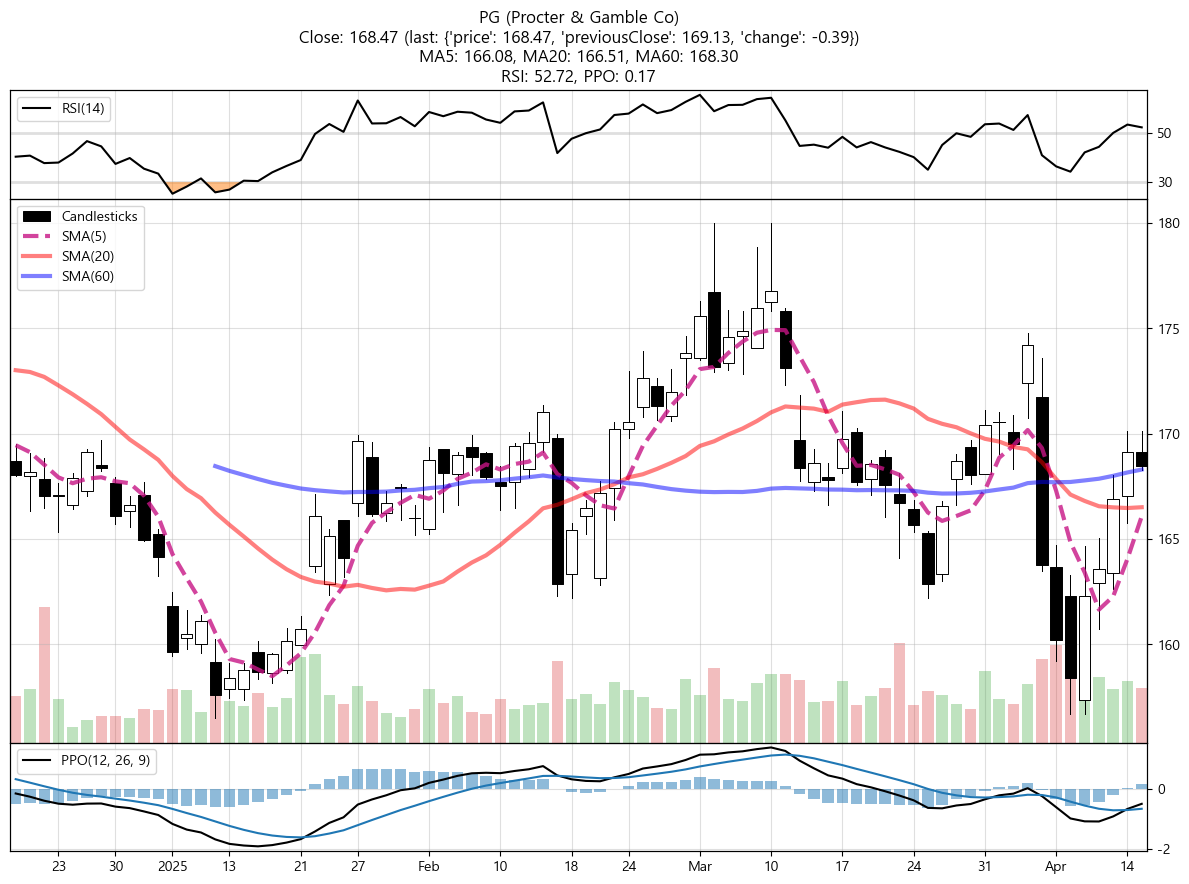 PG (Procter & Gamble Co)
Close: 168.47 (last: {'price': 168.47, 'previousClose': 169.13, 'change': -0.39})
MA5: 166.08, MA20: 166.51, MA60: 168.30
RSI: 52.72, PPO: 0.17
RSI(14)
50
30
Candlesticks
SMA(5)
SMA(20)
SMA(60)
180
175
170
165
160
PPO(12, 26, 9)
0
-2
23 30 2025 13 21 27 Feb 10 18 24 Mar 10 17 24 31 Apr 14